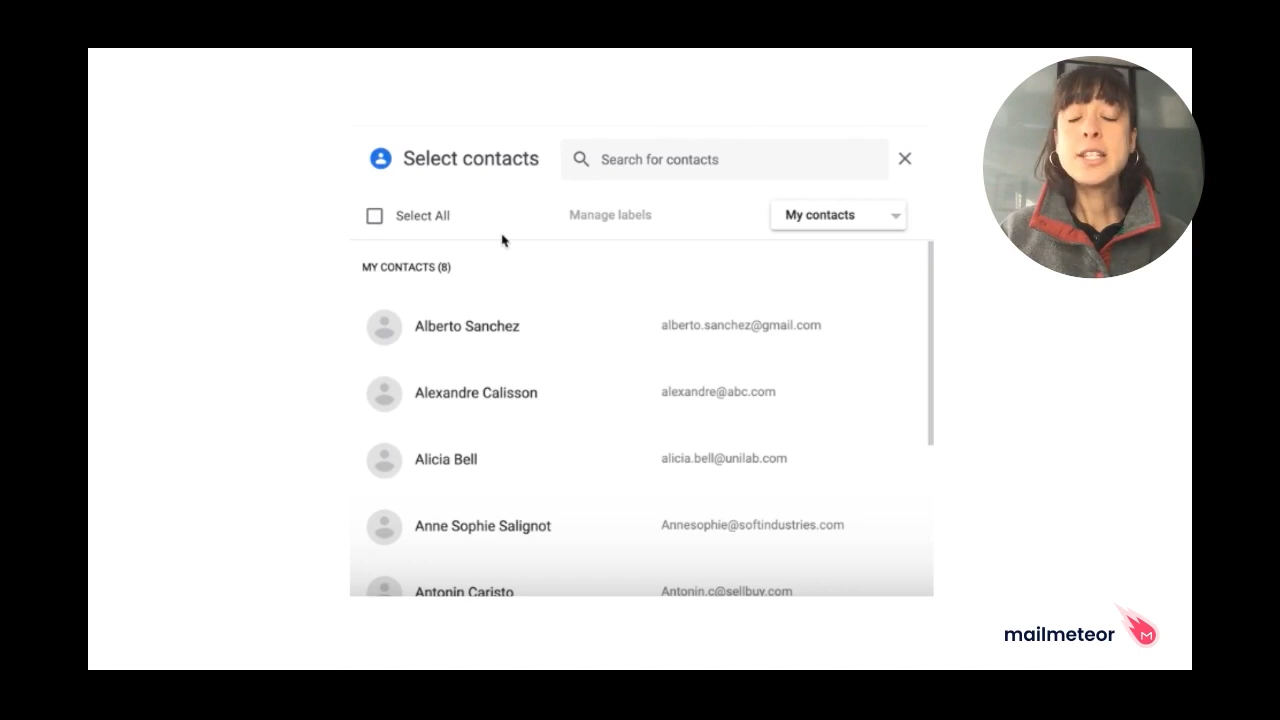 Select contacts
Search for contacts
Select All
Manage labels
My contacts
MY CONTACTS (8)
Alberto Sanchez
alberto.sanchez@gmail.com
Alexandre Calisson
alexandre@abc.com
Alicia Bell
alicia.bell@unilab.com
Anne Sophie Salignot
Annesophie@softindustries.com
Antonin Caristo
Antonin.c@sellbuy.com
mailmeteor
M